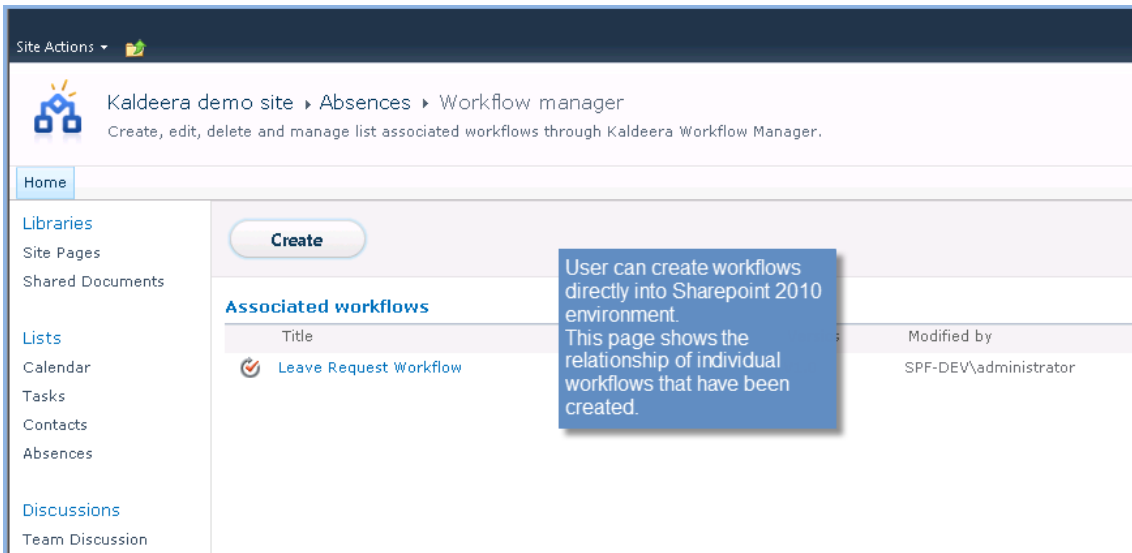 Site Actions
Kaldeera demo site ▸ Absences ▸ Workflow manager
Create, edit, delete and manage list associated workflows through Kaldeera Workflow Manager.
Home
Libraries
Site Pages
Shared Documents
Lists
Calendar
Tasks
Contacts
Absences
Discussions
Team Discussion
Create
Associated workflows
Title
Modified by
Leave Request Workflow
SPF-DEV\administrator
User can create workflows
directly into Sharepoint 2010
environment.
This page shows the
relationship of individual
workflows that have been
created.